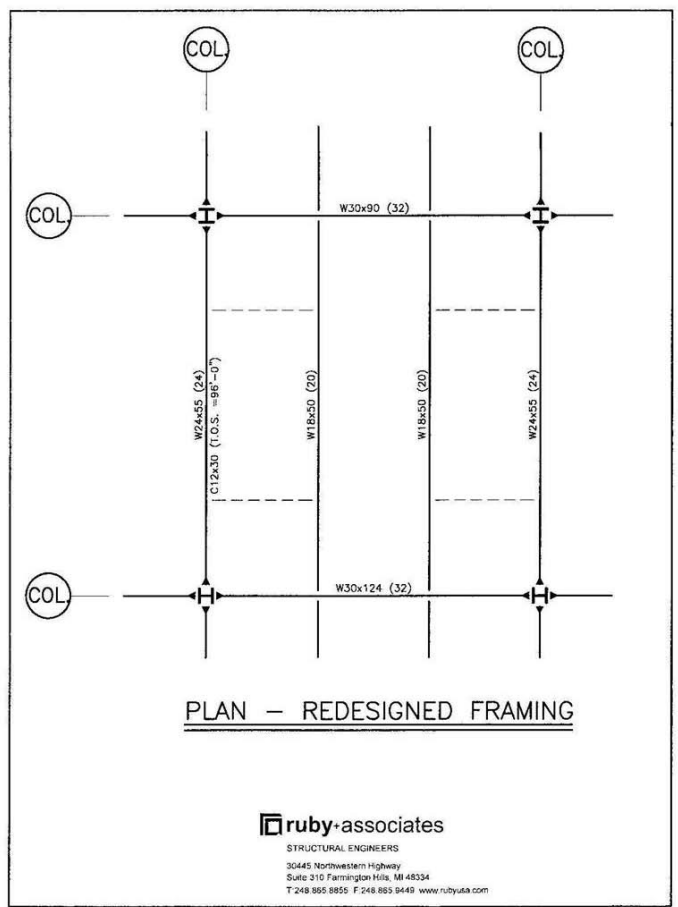 COL.
COL.
COL.
W30x90 (32)
W24x55 (24)
C12x30 (T.O.S. =96'-0")
W18x50 (20)
W18x50 (20)
W24x55 (24)
COL.
W30x124 (32)
PLAN - REDESIGNED FRAMING
ruby+associates
STRUCTURAL ENGINEERS
30445 Northwestern Highway
Suite 310 Farmington Hills, MI 48334
T:248.865.8855 F:248.865.9449 www.rubyusa.com